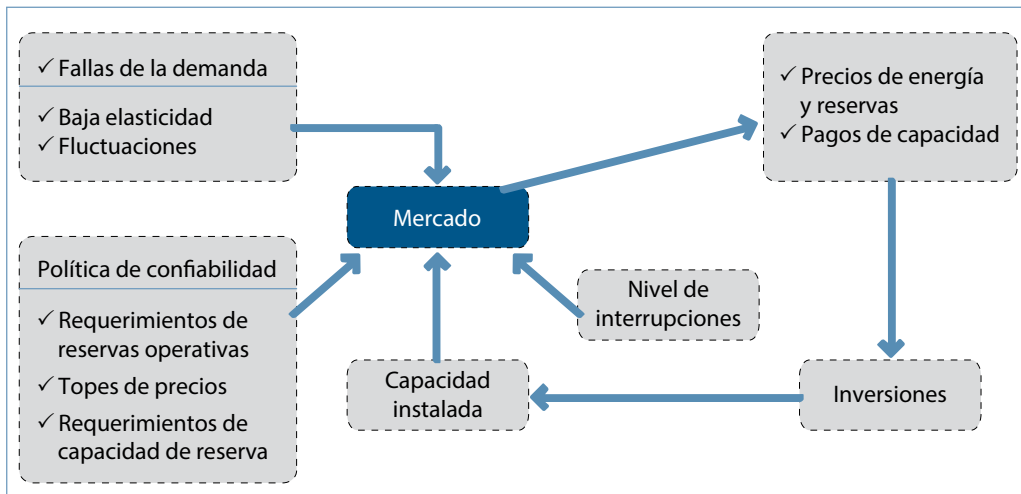 ✓ Fallas de la demanda
✓ Baja elasticidad
✓ Fluctuaciones
Política de confiabilidad
✓ Requerimientos de
reservas operativas
✓ Topes de precios
✓ Requerimientos de
capacidad de reserva
Mercado
Capacidad
instalada
Nivel de
interrupciones
✓ Precios de energía
y reservas
✓ Pagos de capacidad
Inversiones